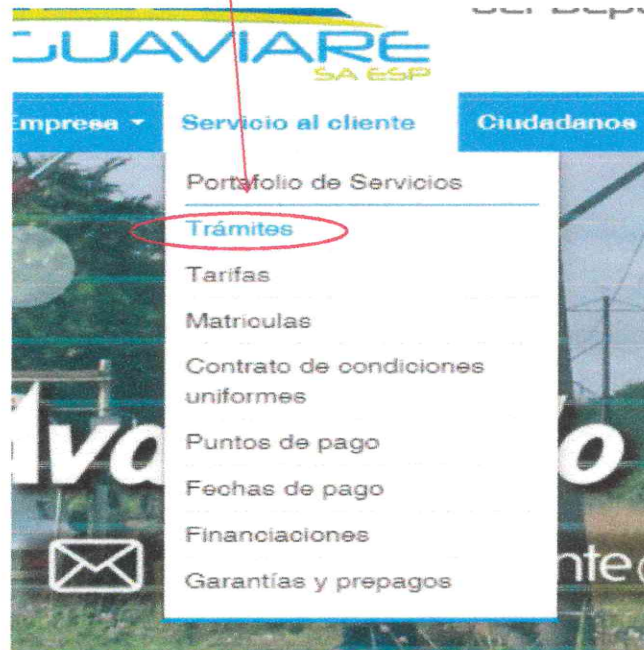 GUAVIARE
SA ESP
Empresa Servicio al cliente Ciudadanos
Portafolio de Servicios
Trámites
Tarifas
Matriculas
Contrato de condiciones
uniformes
Puntos de pago
Fechas de pago
Financiaciones
Garantías y prepagos